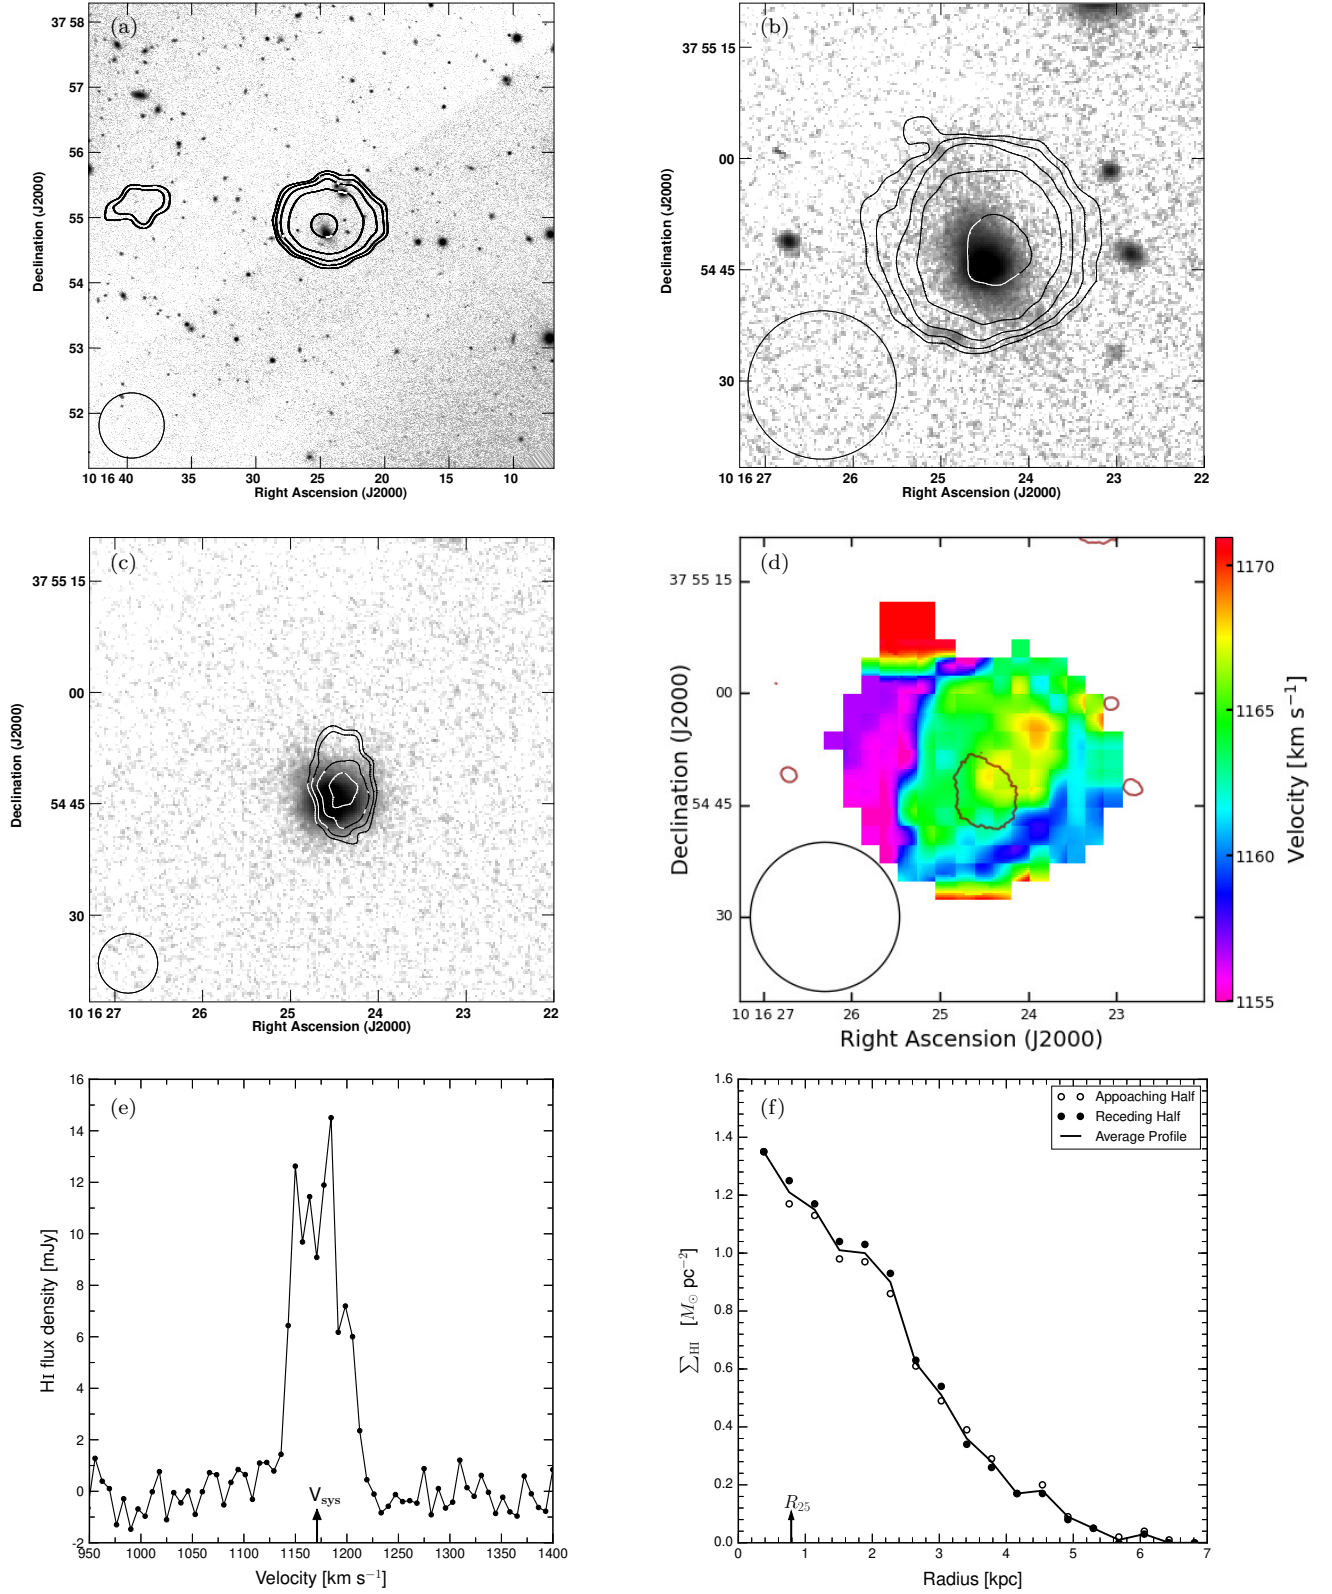 (a)
37 58
57
56
55
54
53
52
Declination (J2000)
10 16 40 35 30 25 20 15 10
Right Ascension (J2000)
(b)
37 55 15
00
54 45
30
Declination (J2000)
10 16 27 26 25 24 23 22
Right Ascension (J2000)
(c)
37 55 15
00
54 45
30
Declination (J2000)
10 16 27 26 25 24 23 22
Right Ascension (J2000)
(d)
37 55 15
00
54 45
30
Declination (J2000)
10 16 27 26 25 24 23
Right Ascension (J2000)
1170
1165
1160
1155
Velocity [km s⁻¹]
(e)
16
14
12
10
8
6
4
2
0
-2
HI flux density [mJy]
Vsys
950 1000 1050 1100 1150 1200 1250 1300 1350 1400
Velocity [km s⁻¹]
(f)
Appoaching Half
Receding Half
Average Profile
1.6
1.4
1.2
1.0
0.8
0.6
0.4
0.2
0.0
∑HI [M⊙ pc⁻²]
R25
0 1 2 3 4 5 6 7
Radius [kpc]